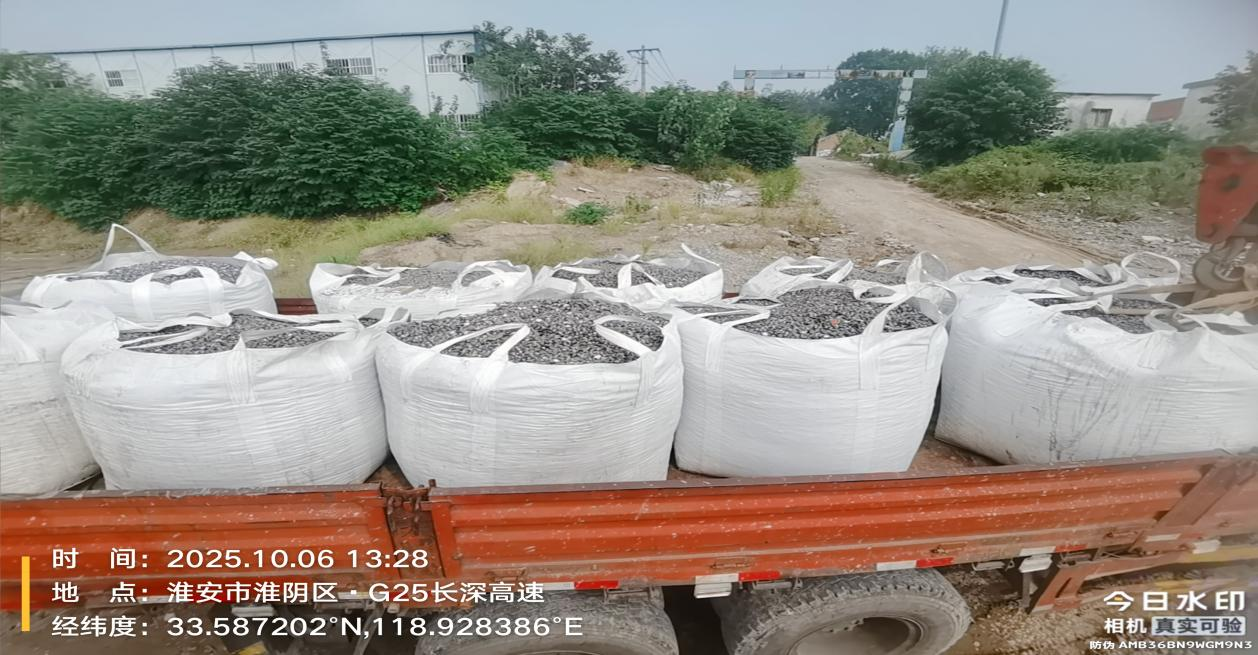 时 间：2025.10.06 13:28
地 点：淮安市淮阴区·G25长深高速
经纬度：33.587202°N,118.928386°E
今日水印
相机 真实可验
防伪 AMB36BN9WGM9N3